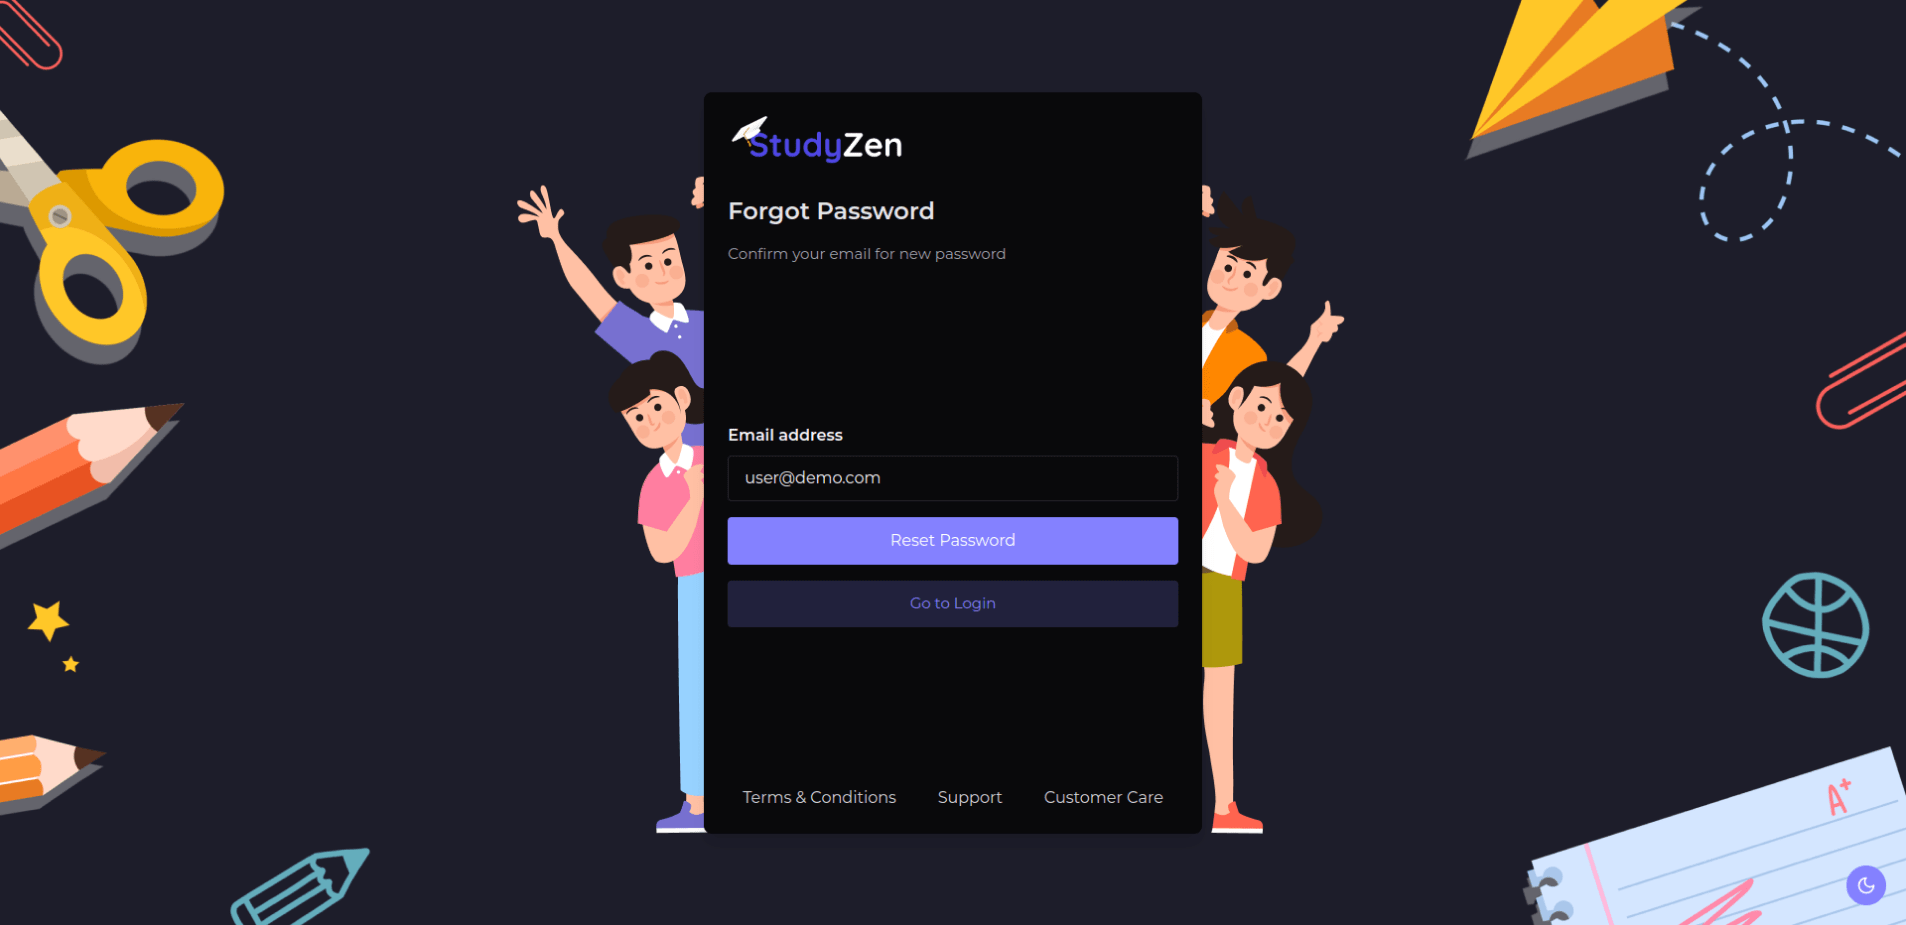 StudyZen
Forgot Password
Confirm your email for new password
Email address
user@demo.com
Reset Password
Go to Login
Terms & Conditions Support Customer Care
A+